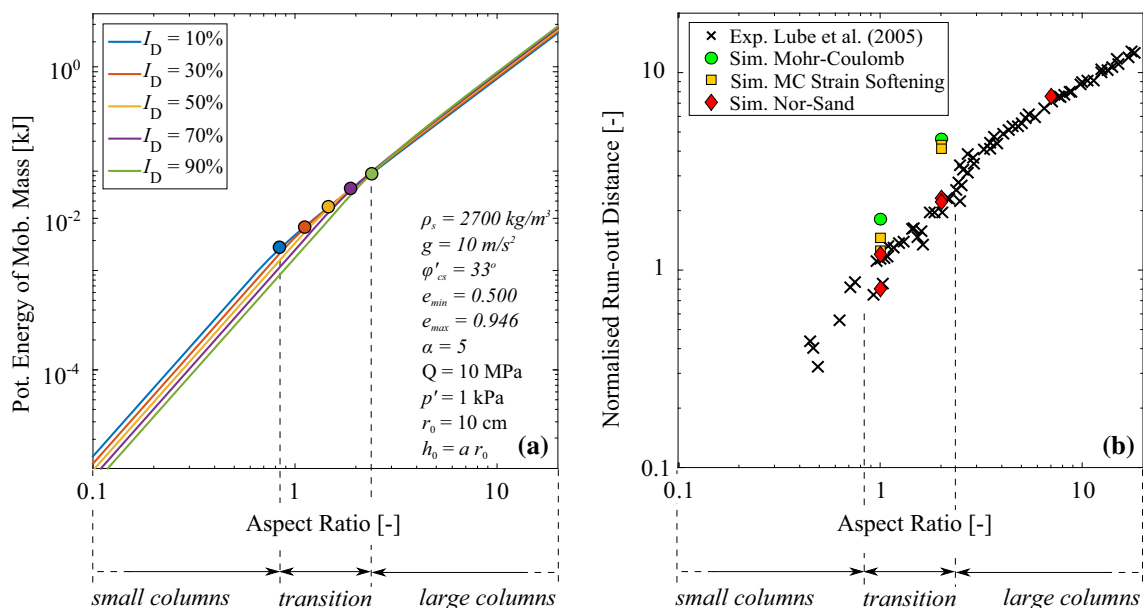 I_D = 10%
I_D = 30%
I_D = 50%
I_D = 70%
I_D = 90%
Pot. Energy of Mob. Mass [kJ]
10^0
10^-2
10^-4
ρ_s = 2700 kg/m^3
g = 10 m/s^2
φ'_cs = 33^o
e_min = 0.500
e_max = 0.946
α = 5
Q = 10 MPa
p' = 1 kPa
r_0 = 10 cm
h_0 = a r_0
(a)
0.1
1
10
Aspect Ratio [-]
small columns
transition
large columns
Exp. Lube et al. (2005)
Sim. Mohr-Coulomb
Sim. MC Strain Softening
Sim. Nor-Sand
Normalised Run-out Distance [-]
10
1
0.1
(b)
0.1
1
10
Aspect Ratio [-]
small columns
transition
large columns